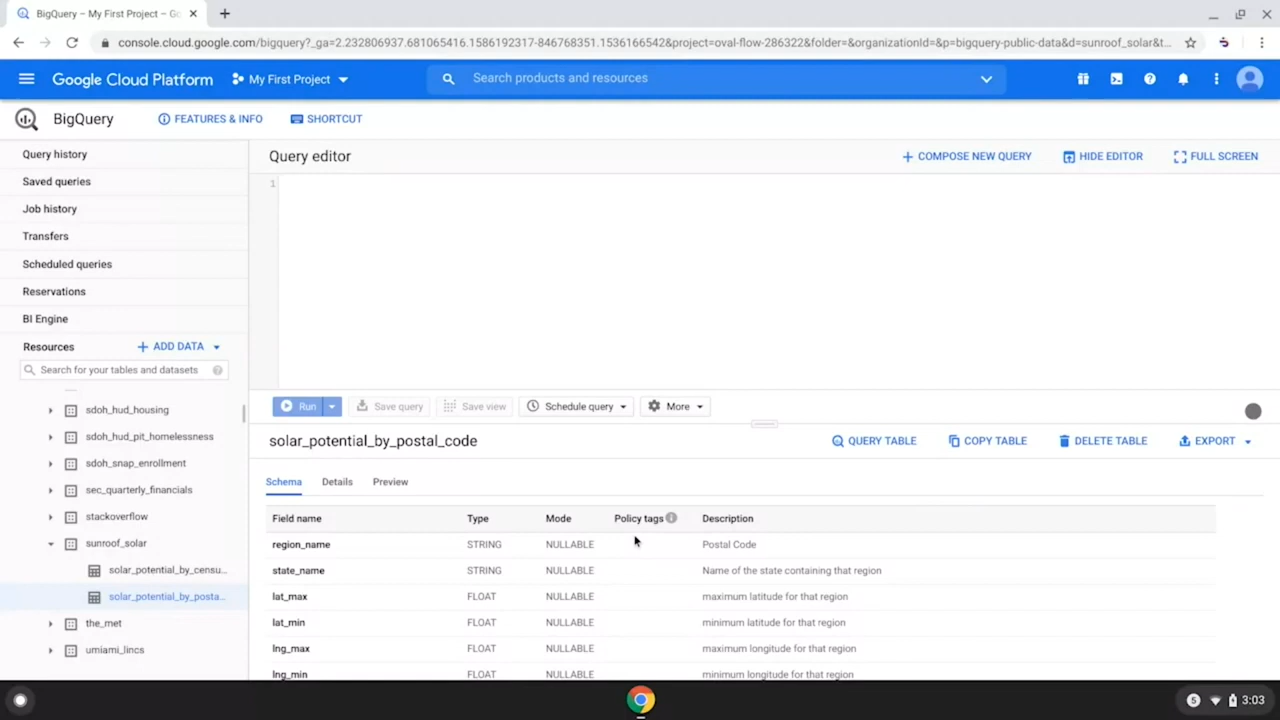 BigQuery – My First Project – Go
console.cloud.google.com/bigquery?_ga=2.232806937.681065416.1586192317-846768351.1536166542&project=oval-flow-286322&folder=&organizationId=&p=bigquery-public-data&d=sunroof_solar&t...
Google Cloud Platform My First Project Search products and resources
BigQuery FEATURES & INFO SHORTCUT
Query history
Saved queries
Job history
Transfers
Scheduled queries
Reservations
BI Engine
Resources + ADD DATA
Search for your tables and datasets
sdoh_hud_housing
sdoh_hud_pit_homelessness
sdoh_snap_enrollment
sec_quarterly_financials
stackoverflow
sunroof_solar
solar_potential_by_censu...
solar_potential_by_posta...
the_met
umiami_lincs
Query editor + COMPOSE NEW QUERY HIDE EDITOR FULL SCREEN
1
Run Save query Save view Schedule query More
solar_potential_by_postal_code QUERY TABLE COPY TABLE DELETE TABLE EXPORT
Schema Details Preview
Field name Type Mode Policy tags Description
region_name STRING NULLABLE Postal Code
state_name STRING NULLABLE Name of the state containing that region
lat_max FLOAT NULLABLE maximum latitude for that region
lat_min FLOAT NULLABLE minimum latitude for that region
lng_max FLOAT NULLABLE maximum longitude for that region
lng_min FLOAT NULLABLE minimum longitude for that region
5 3:03